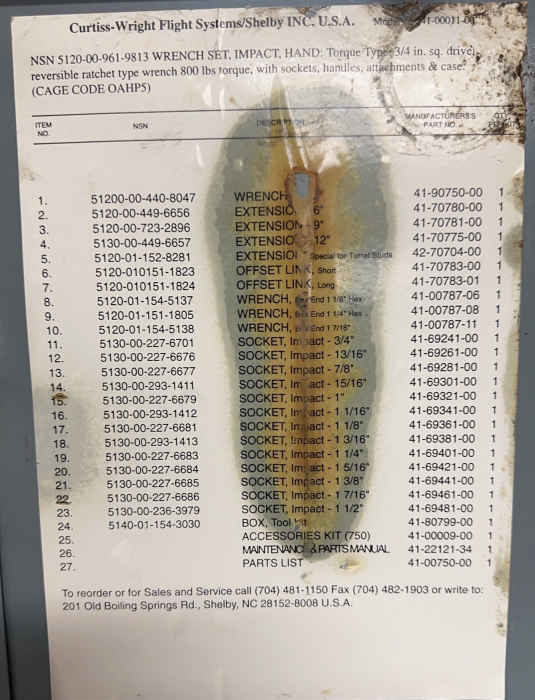 Curtiss-Wright Flight Systems/Shelby INC. U.S.A.
NSN 5120-00-961-9813 WRENCH SET, IMPACT, HAND: Torque Type 3/4 in. sq. drive,
reversible ratchet type wrench 800 lbs torque, with sockets, handles, attachments & case.
(CAGE CODE OAHP5)
ITEM NO. NSN MANUFACTURERS'S PART NO.
1. 51200-00-440-8047 WRENCH 41-90750-00 1
2. 5120-00-449-6656 6" 41-70780-00 1
3. 5120-00-723-2896 EXTENSION 9" 41-70781-00 1
4. 5130-00-449-6657 12" 41-70775-00 1
5. 5120-01-152-8281 Special for Turret Studs 42-70704-00 1
6. 5120-010151-1823 OFFSET LINK, Short 41-70783-00 1
7. 5120-010151-1824 OFFSET LINK, Long 41-70783-01 1
8. 5120-01-154-5137 WRENCH, End 1 1/8" Hex 41-00787-06 1
9. 5120-01-151-1805 WRENCH, Box End 1 1/4" Hex 41-00787-08 1
10. 5120-01-154-5138 WRENCH, End 1 7/16" 41-00787-11 1
11. 5130-00-227-6701 SOCKET, Impact - 3/4" 41-69241-00 1
12. 5130-00-227-6676 SOCKET, Impact - 13/16" 41-69261-00 1
13. 5130-00-227-6677 SOCKET, Impact - 7/8" 41-69281-00 1
14. 5130-00-293-1411 SOCKET, Impact - 15/16" 41-69301-00 1
15. 5130-00-227-6679 SOCKET, Impact - 1" 41-69321-00 1
16. 5130-00-293-1412 SOCKET, Impact - 1 1/16" 41-69341-00 1
17. 5130-00-227-6681 SOCKET, Impact - 1 1/8" 41-69361-00 1
18. 5130-00-293-1413 SOCKET, Impact - 1 3/16" 41-69381-00 1
19. 5130-00-227-6683 SOCKET, Impact - 1 1/4" 41-69401-00 1
20. 5130-00-227-6684 SOCKET, Impact - 1 5/16" 41-69421-00 1
21. 5130-00-227-6685 SOCKET, Impact - 1 3/8" 41-69441-00 1
22 5130-00-227-6686 SOCKET, Impact - 1 7/16" 41-69461-00 1
23. 5130-00-236-3979 SOCKET, Impact - 1 1/2" 41-69481-00 1
24. 5140-01-154-3030 BOX, Tool 41-80799-00 1
25. ACCESSORIES KIT (750) 41-00009-00 1
26. MAINTENANCE & PARTS MANUAL 41-22121-34 1
27. PARTS LIST 41-00750-00 1
To reorder or for Sales and Service call (704) 481-1150 Fax (704) 482-1903 or write to:
201 Old Boiling Springs Rd., Shelby, NC 28152-8008 U.S.A.